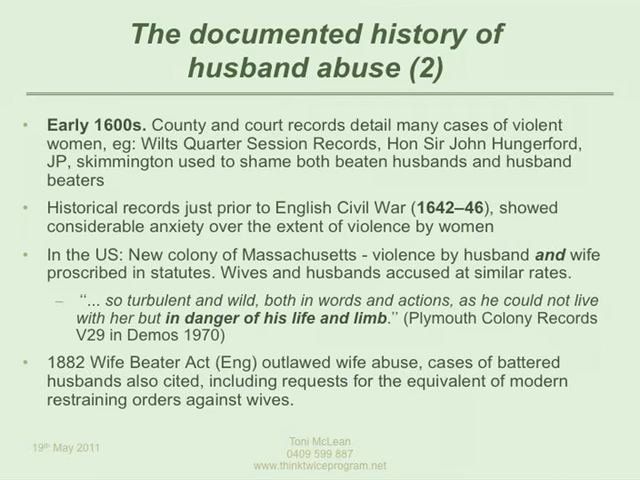 The documented history of
husband abuse (2)
• Early 1600s. County and court records detail many cases of violent
women, eg: Wilts Quarter Session Records, Hon Sir John Hungerford,
JP, skimmington used to shame both beaten husbands and husband
beaters
• Historical records just prior to English Civil War (1642–46), showed
considerable anxiety over the extent of violence by women
• In the US: New colony of Massachusetts - violence by husband and wife
proscribed in statutes. Wives and husbands accused at similar rates.
– ‘‘... so turbulent and wild, both in words and actions, as he could not live
with her but in danger of his life and limb.’’ (Plymouth Colony Records
V29 in Demos 1970)
• 1882 Wife Beater Act (Eng) outlawed wife abuse, cases of battered
husbands also cited, including requests for the equivalent of modern
restraining orders against wives.
19th May 2011
Toni McLean
0409 599 887
www.thinktwiceprogram.net